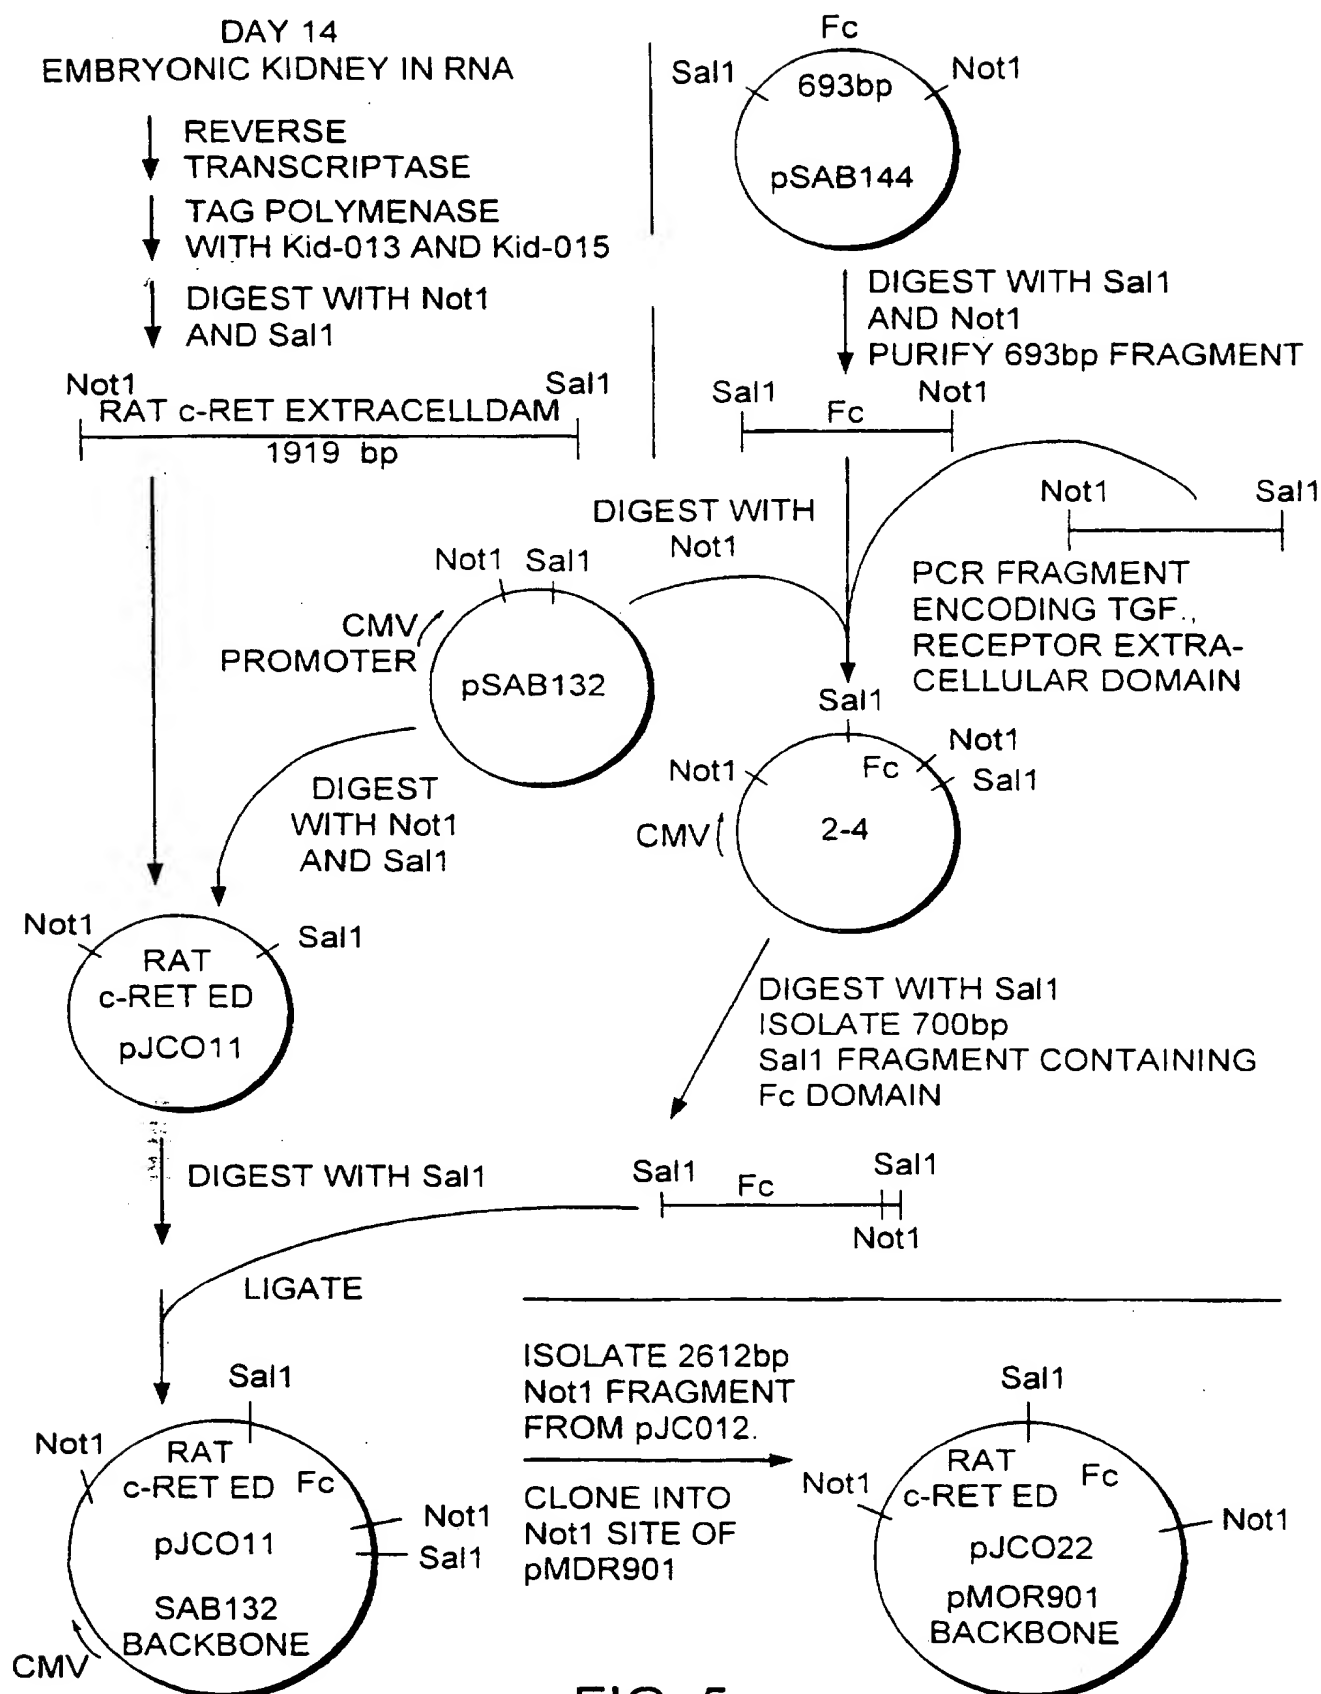 DAY 14
EMBRYONIC KIDNEY IN RNA
REVERSE
TRANSCRIPTASE
TAG POLYMENASE
WITH Kid-013 AND Kid-015
DIGEST WITH Not1
AND Sal1
Not1
Sal1
RAT c-RET EXTRACELLDAM
1919 bp
Fc
Sal1
Not1
693bp
pSAB144
DIGEST WITH Sal1
AND Not1
PURIFY 693bp FRAGMENT
Sal1
Not1
Fc
Not1
Sal1
PCR FRAGMENT
ENCODING TGF.,
RECEPTOR EXTRA-
CELLULAR DOMAIN
DIGEST WITH
Not1
Not1
Sal1
CMV
PROMOTER
pSAB132
DIGEST
WITH Not1
AND Sal1
Sal1
Not1
Fc
Not1
Sal1
CMV
2-4
Not1
Sal1
RAT
c-RET ED
pJCO11
DIGEST WITH Sal1
ISOLATE 700bp
Sal1 FRAGMENT CONTAINING
Fc DOMAIN
DIGEST WITH Sal1
Sal1
Fc
Sal1
Not1
LIGATE
Sal1
Not1
RAT
c-RET ED
Fc
Not1
Sal1
pJCO11
SAB132
BACKBONE
CMV
ISOLATE 2612bp
Not1 FRAGMENT
FROM pJC012.
CLONE INTO
Not1 SITE OF
pMDR901
Sal1
Not1
RAT
c-RET ED
Fc
Not1
pJCO22
pMOR901
BACKBONE
FIG. 5